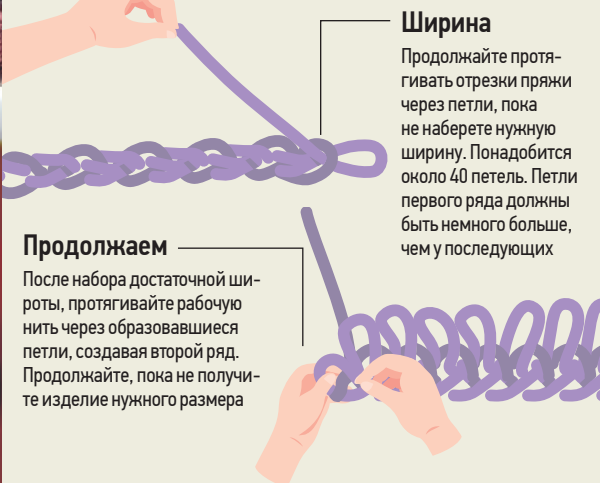 Ширина
Продолжайте протя-
гивать отрезки пряжи
через петли, пока
не наберете нужную
ширину. Понадобится
около 40 петель. Петли
первого ряда должны
быть немного больше,
чем у последующих
Продолжаем
После набора достаточной ши-
роты, протягивайте рабочую
нить через образовавшиеся
петли, создавая второй ряд.
Продолжайте, пока не получи-
те изделие нужного размера